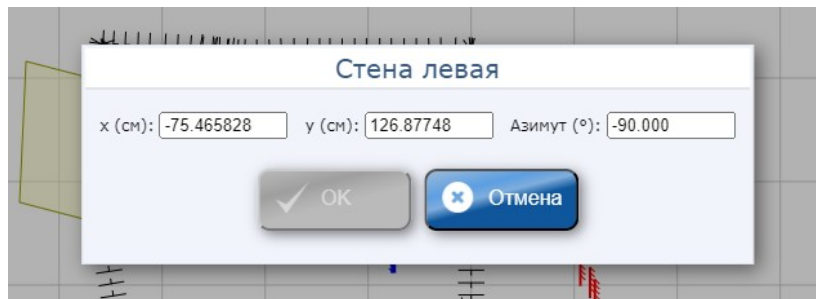 Стена левая
x (см): -75.465828 y (см): 126.87748 Азимут (°): -90.000
OK Отмена